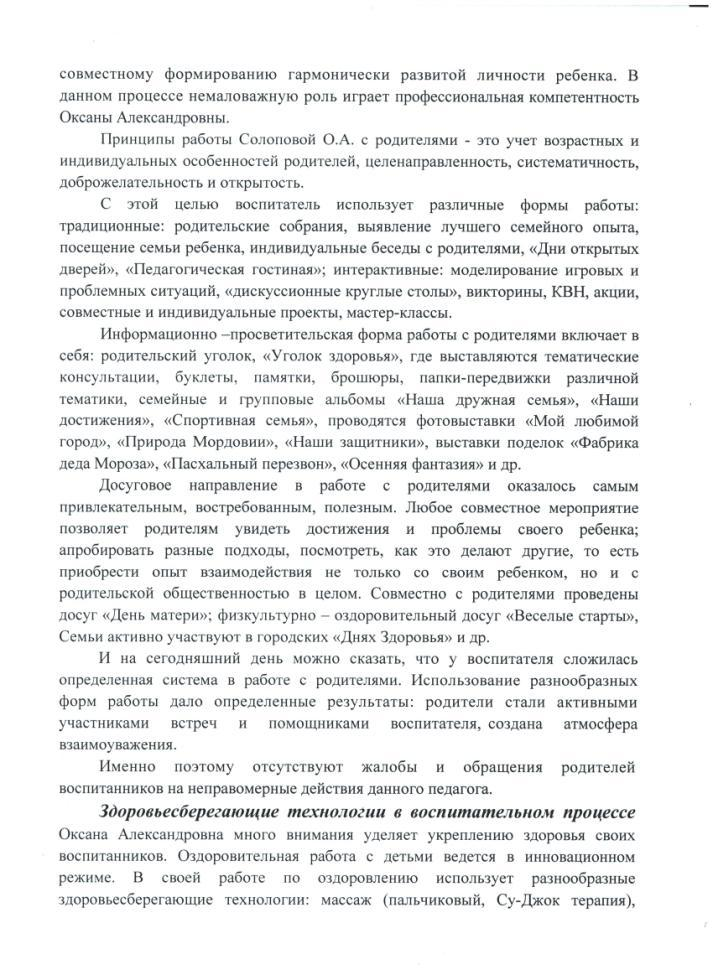 совместному формированию гармонически развитой личности ребенка. В
данном процессе немаловажную роль играет профессиональная компетентность
Оксаны Александровны.
Принципы работы Солоповой О.А. с родителями - это учет возрастных и
индивидуальных особенностей родителей, целенаправленность, систематичность,
доброжелательность и открытость.
С этой целью воспитатель использует различные формы работы:
традиционные: родительские собрания, выявление лучшего семейного опыта,
посещение семьи ребенка, индивидуальные беседы с родителями, «Дни открытых
дверей», «Педагогическая гостиная»; интерактивные: моделирование игровых и
проблемных ситуаций, «дискуссионные круглые столы», викторины, КВН, акции,
совместные и индивидуальные проекты, мастер-классы.
Информационно –просветительская форма работы с родителями включает в
себя: родительский уголок, «Уголок здоровья», где выставляются тематические
консультации, буклеты, памятки, брошюры, папки-передвижки различной
тематики, семейные и групповые альбомы «Наша дружная семья», «Наши
достижения», «Спортивная семья», проводятся фотовыставки «Мой любимой
город», «Природа Мордовии», «Наши защитники», выставки поделок «Фабрика
деда Мороза», «Пасхальный перезвон», «Осенняя фантазия» и др.
Досуговое направление в работе с родителями оказалось самым
привлекательным, востребованным, полезным. Любое совместное мероприятие
позволяет родителям увидеть достижения и проблемы своего ребенка;
апробировать разные подходы, посмотреть, как это делают другие, то есть
приобрести опыт взаимодействия не только со своим ребенком, но и с
родительской общественностью в целом. Совместно с родителями проведены
досуг «День матери»; физкультурно – оздоровительный досуг «Веселые старты»,
Семьи активно участвуют в городских «Днях Здоровья» и др.
И на сегодняшний день можно сказать, что у воспитателя сложилась
определенная система в работе с родителями. Использование разнообразных
форм работы дало определенные результаты: родители стали активными
участниками встреч и помощниками воспитателя, создана атмосфера
взаимоуважения.
Именно поэтому отсутствуют жалобы и обращения родителей
воспитанников на неправомерные действия данного педагога.
Здоровьесберегающие технологии в воспитательном процессе
Оксана Александровна много внимания уделяет укреплению здоровья своих
воспитанников. Оздоровительная работа с детьми ведется в инновационном
режиме. В своей работе по оздоровлению использует разнообразные
здоровьесберегающие технологии: массаж (пальчиковый, Су-Джок терапия),